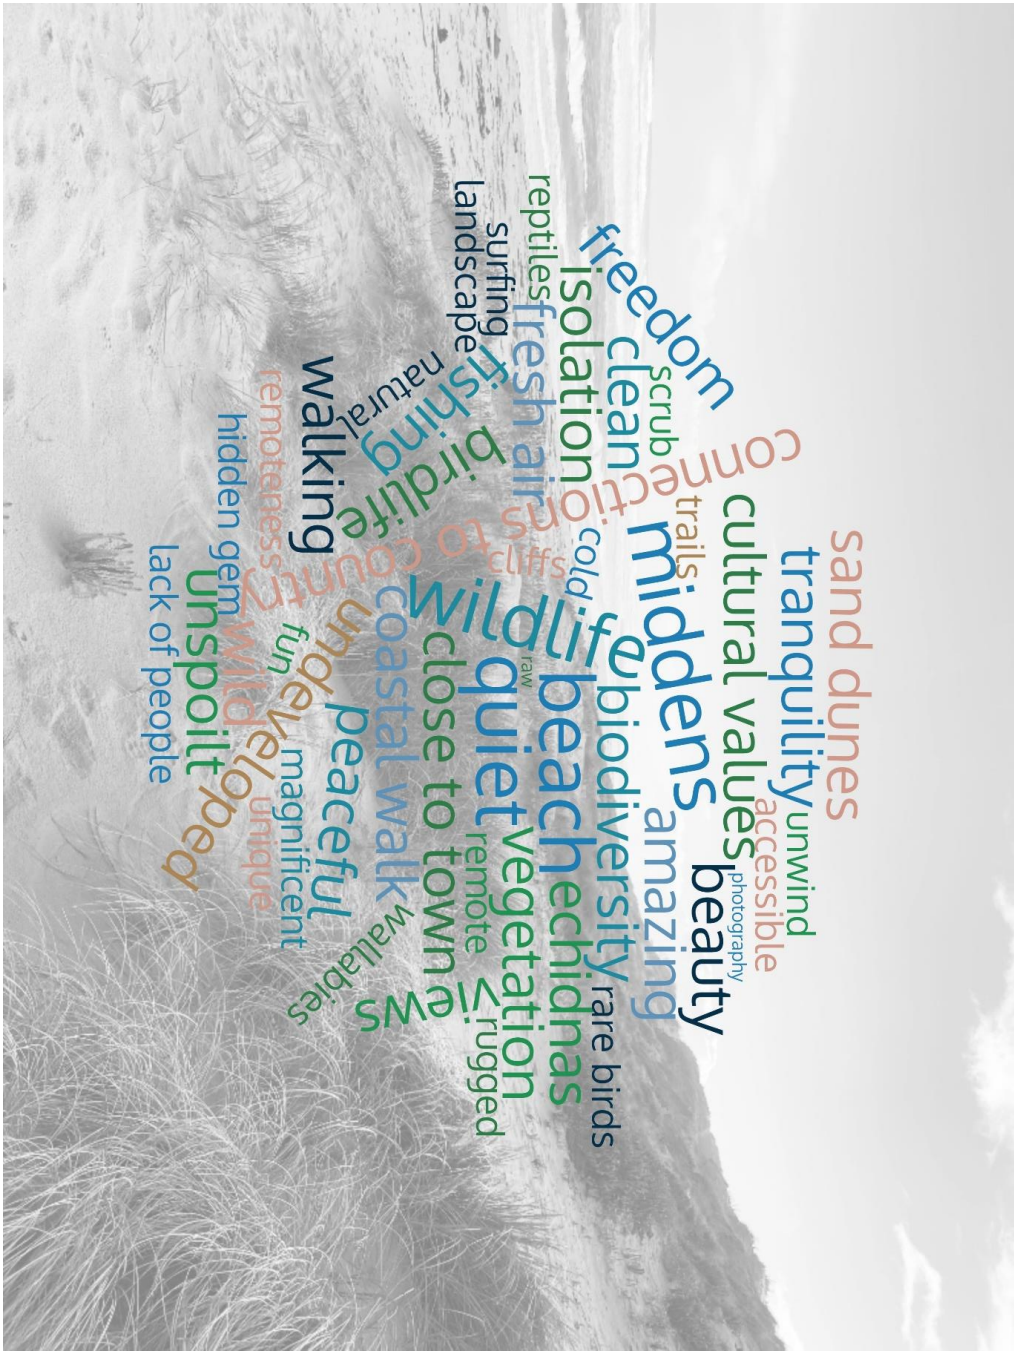 sand dunes
tranquility
unwind
accessible
cultural values
photography
beauty
freedom
connections to country
trails
middens
scrub
amazing
clean
biodiversity
rare birds
isolation
cold
wildlife
beach
echidnas
reptiles
fresh air
cliffs
raw
vegetation
surfing
quiet
rugged
landscape
fishing
remote
views
birdlife
close to town
natural
coastal walk
wallabies
walking
undeveloped
peaceful
fun
magnificent
remoteness
wild
unique
hidden gem
unspoilt
lack of people